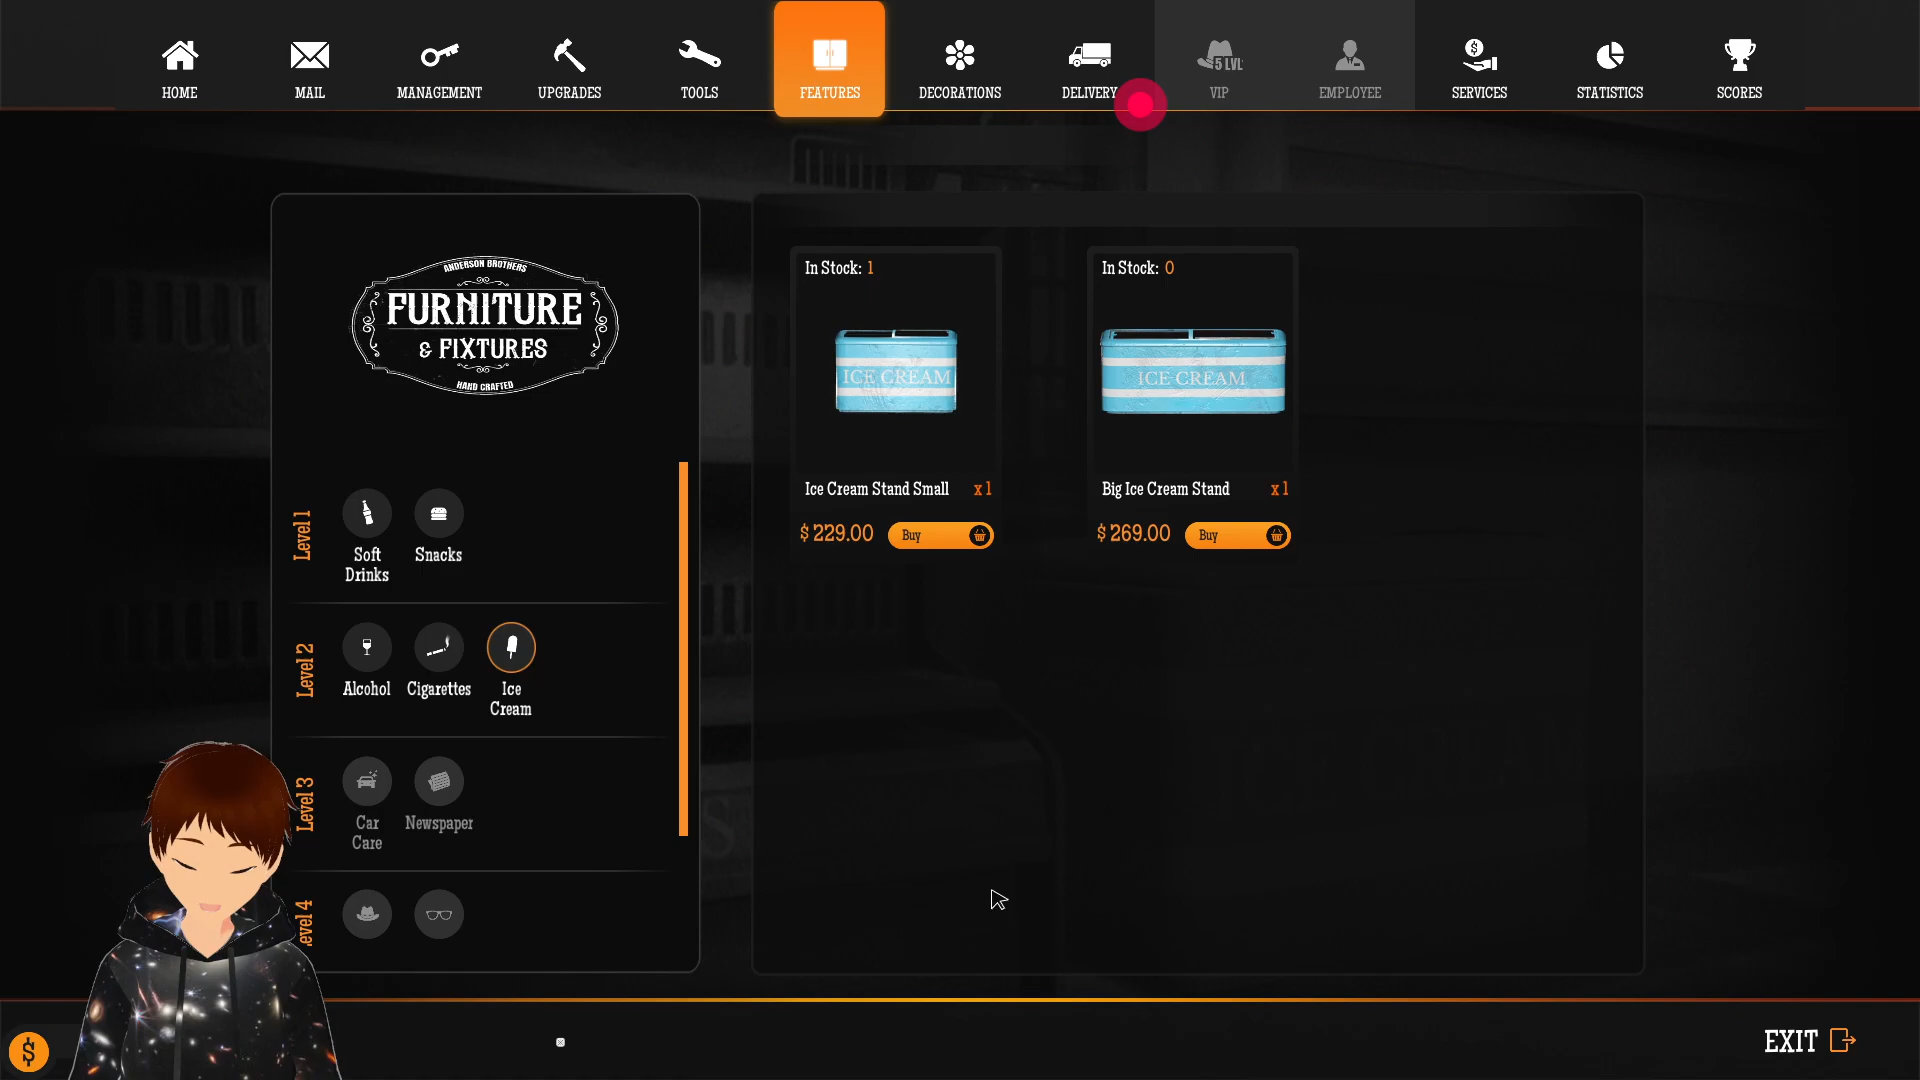 HOME
MAIL
MANAGEMENT
UPGRADES
TOOLS
FEATURES
DECORATIONS
DELIVERY
5 LVL
VIP
EMPLOYEE
SERVICES
STATISTICS
SCORES
ANDERSON BROTHERS
FURNITURE
& FIXTURES
HAND CRAFTED
Level 1
Soft
Drinks
Snacks
Level 2
Alcohol
Cigarettes
Ice
Cream
Level 3
Car
Care
Newspaper
evel 4
In Stock: 1
ICE CREAM
Ice Cream Stand Small x 1
$ 229.00 Buy
In Stock: 0
ICE CREAM
Big Ice Cream Stand x 1
$ 269.00 Buy
EXIT